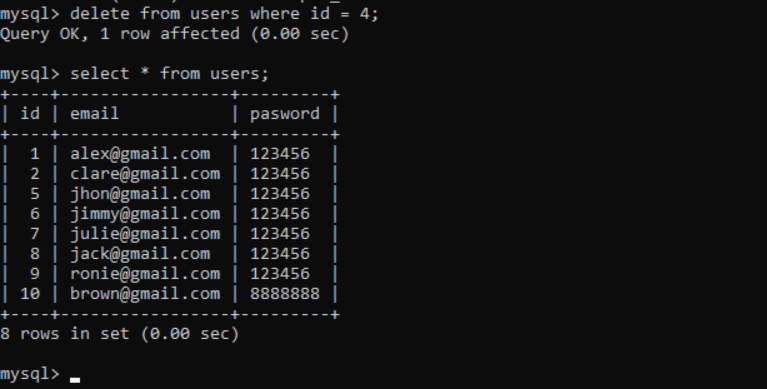 mysql> delete from users where id = 4;
Query OK, 1 row affected (0.00 sec)
mysql> select * from users;
+----+-----------------+---------+
| id | email           | pasword |
+----+-----------------+---------+
|  1 | alex@gmail.com  | 123456  |
|  2 | clare@gmail.com | 123456  |
|  5 | jhon@gmail.com  | 123456  |
|  6 | jimmy@gmail.com | 123456  |
|  7 | julie@gmail.com | 123456  |
|  8 | jack@gmail.com  | 123456  |
|  9 | ronie@gmail.com | 123456  |
| 10 | brown@gmail.com | 8888888 |
+----+-----------------+---------+
8 rows in set (0.00 sec)
mysql>